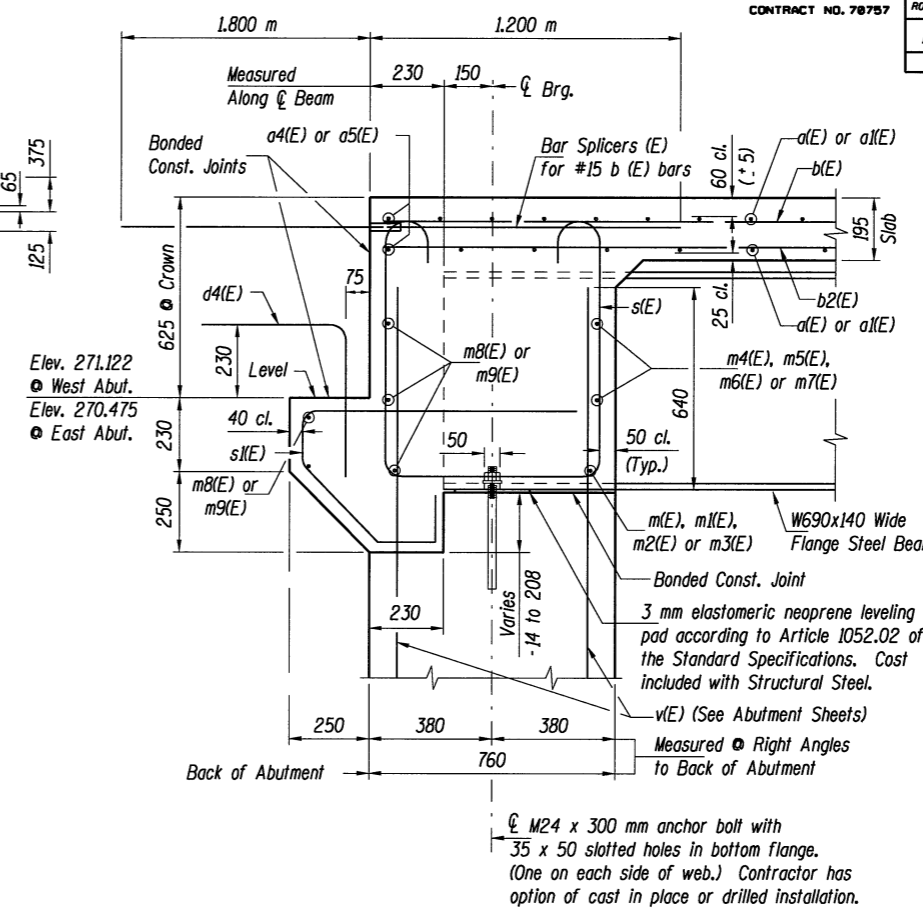 CONTRACT NO. 78757
1.800 m
1.200 m
Measured
Along ℄ Beam
230
150
℄ Brg.
a4(E) or a5(E)
Bonded
Const. Joints
Bar Splicers (E)
for #15 b (E) bars
60 cl.
(± 5)
a(E) or a1(E)
b(E)
65
375
125
195
Slab
625 @ Crown
75
d4(E)
25 cl.
b2(E)
a(E) or a1(E)
s(E)
230
Level
m8(E) or
m9(E)
m4(E), m5(E),
m6(E) or m7(E)
640
Elev. 271.122
@ West Abut.
Elev. 270.475
@ East Abut.
40 cl.
230
s1(E)
50
50 cl.
(Typ.)
m8(E) or
m9(E)
250
m(E), m1(E),
m2(E) or m3(E)
W690x140 Wide
Flange Steel Bea
Bonded Const. Joint
230
Varies
-14 to 208
3 mm elastomeric neoprene leveling
pad according to Article 1052.02 of
the Standard Specifications. Cost
included with Structural Steel.
v(E) (See Abutment Sheets)
250
380
380
Measured @ Right Angles
to Back of Abutment
Back of Abutment
760
℄ M24 x 300 mm anchor bolt with
35 x 50 slotted holes in bottom flange.
(One on each side of web.) Contractor has
option of cast in place or drilled installation.